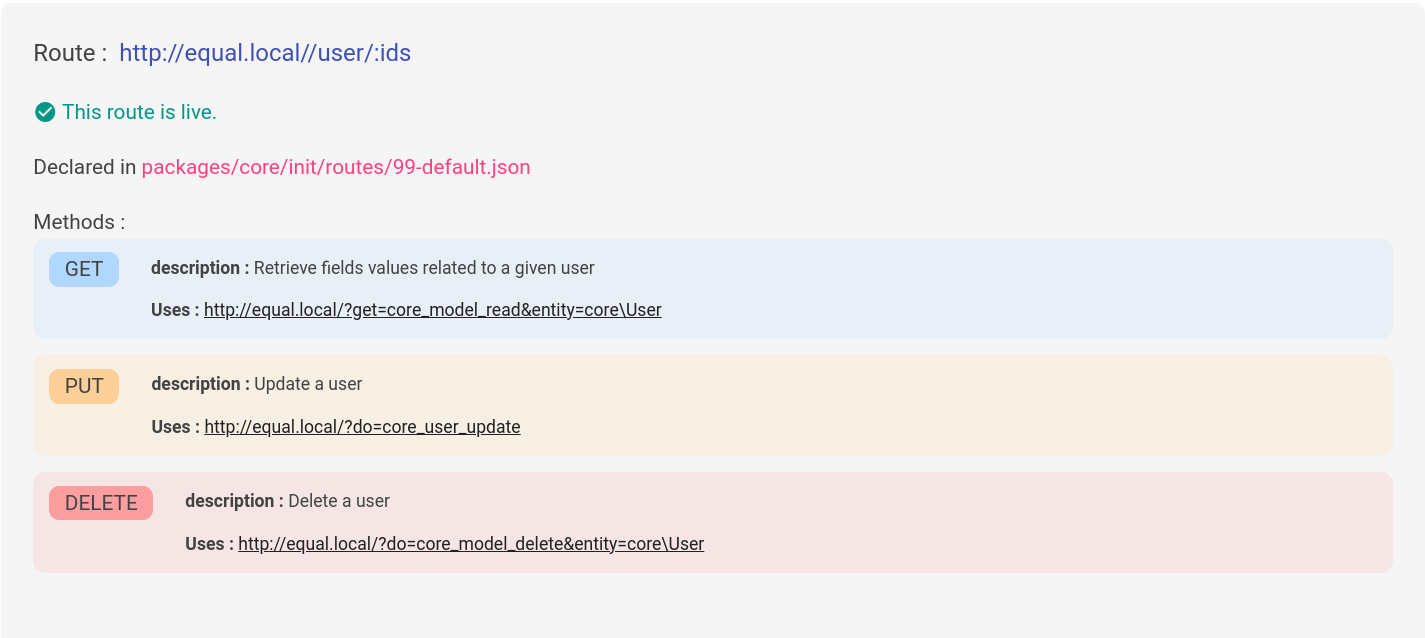 Route : http://equal.local//user/:ids
This route is live.
Declared in packages/core/init/routes/99-default.json
Methods :
GET description : Retrieve fields values related to a given user
Uses : http://equal.local/?get=core_model_read&entity=core\User
PUT description : Update a user
Uses : http://equal.local/?do=core_user_update
DELETE description : Delete a user
Uses : http://equal.local/?do=core_model_delete&entity=core\User